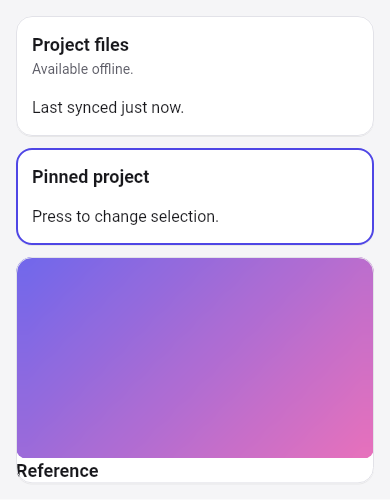 Project files
Available offline.
Last synced just now.
Pinned project
Press to change selection.
Reference